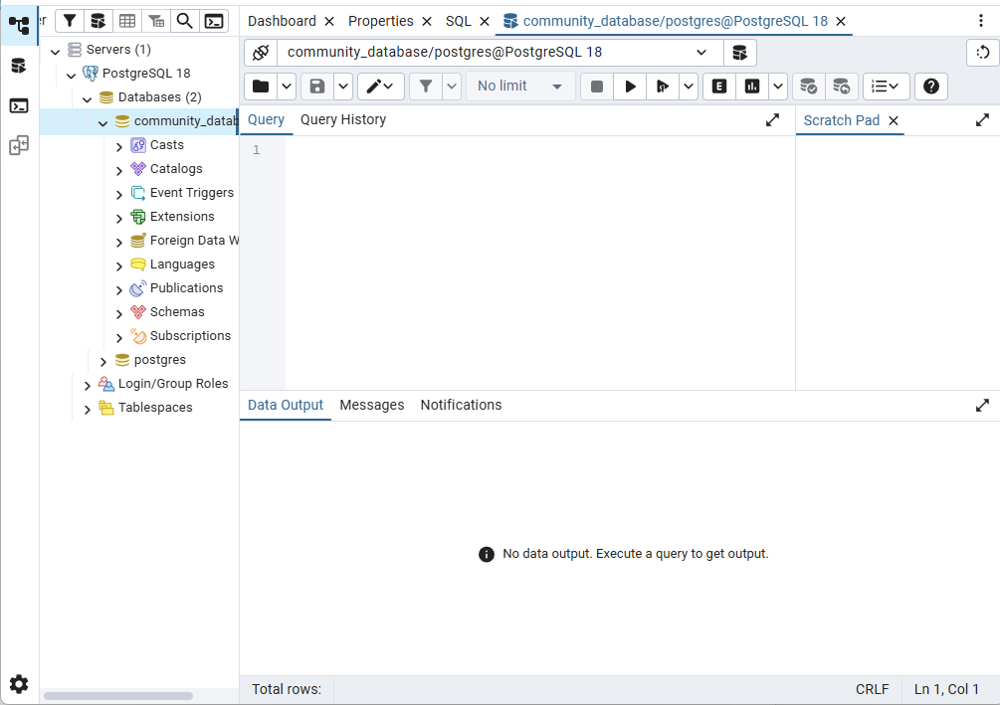 er
Dashboard Properties SQL community_database/postgres@PostgreSQL 18
Servers (1)
PostgreSQL 18
Databases (2)
community_datab
Casts
Catalogs
Event Triggers
Extensions
Foreign Data W
Languages
Publications
Schemas
Subscriptions
postgres
Login/Group Roles
Tablespaces
community_database/postgres@PostgreSQL 18
No limit
E
Query Query History
Scratch Pad
1
Data Output Messages Notifications
No data output. Execute a query to get output.
Total rows:
CRLF Ln 1, Col 1